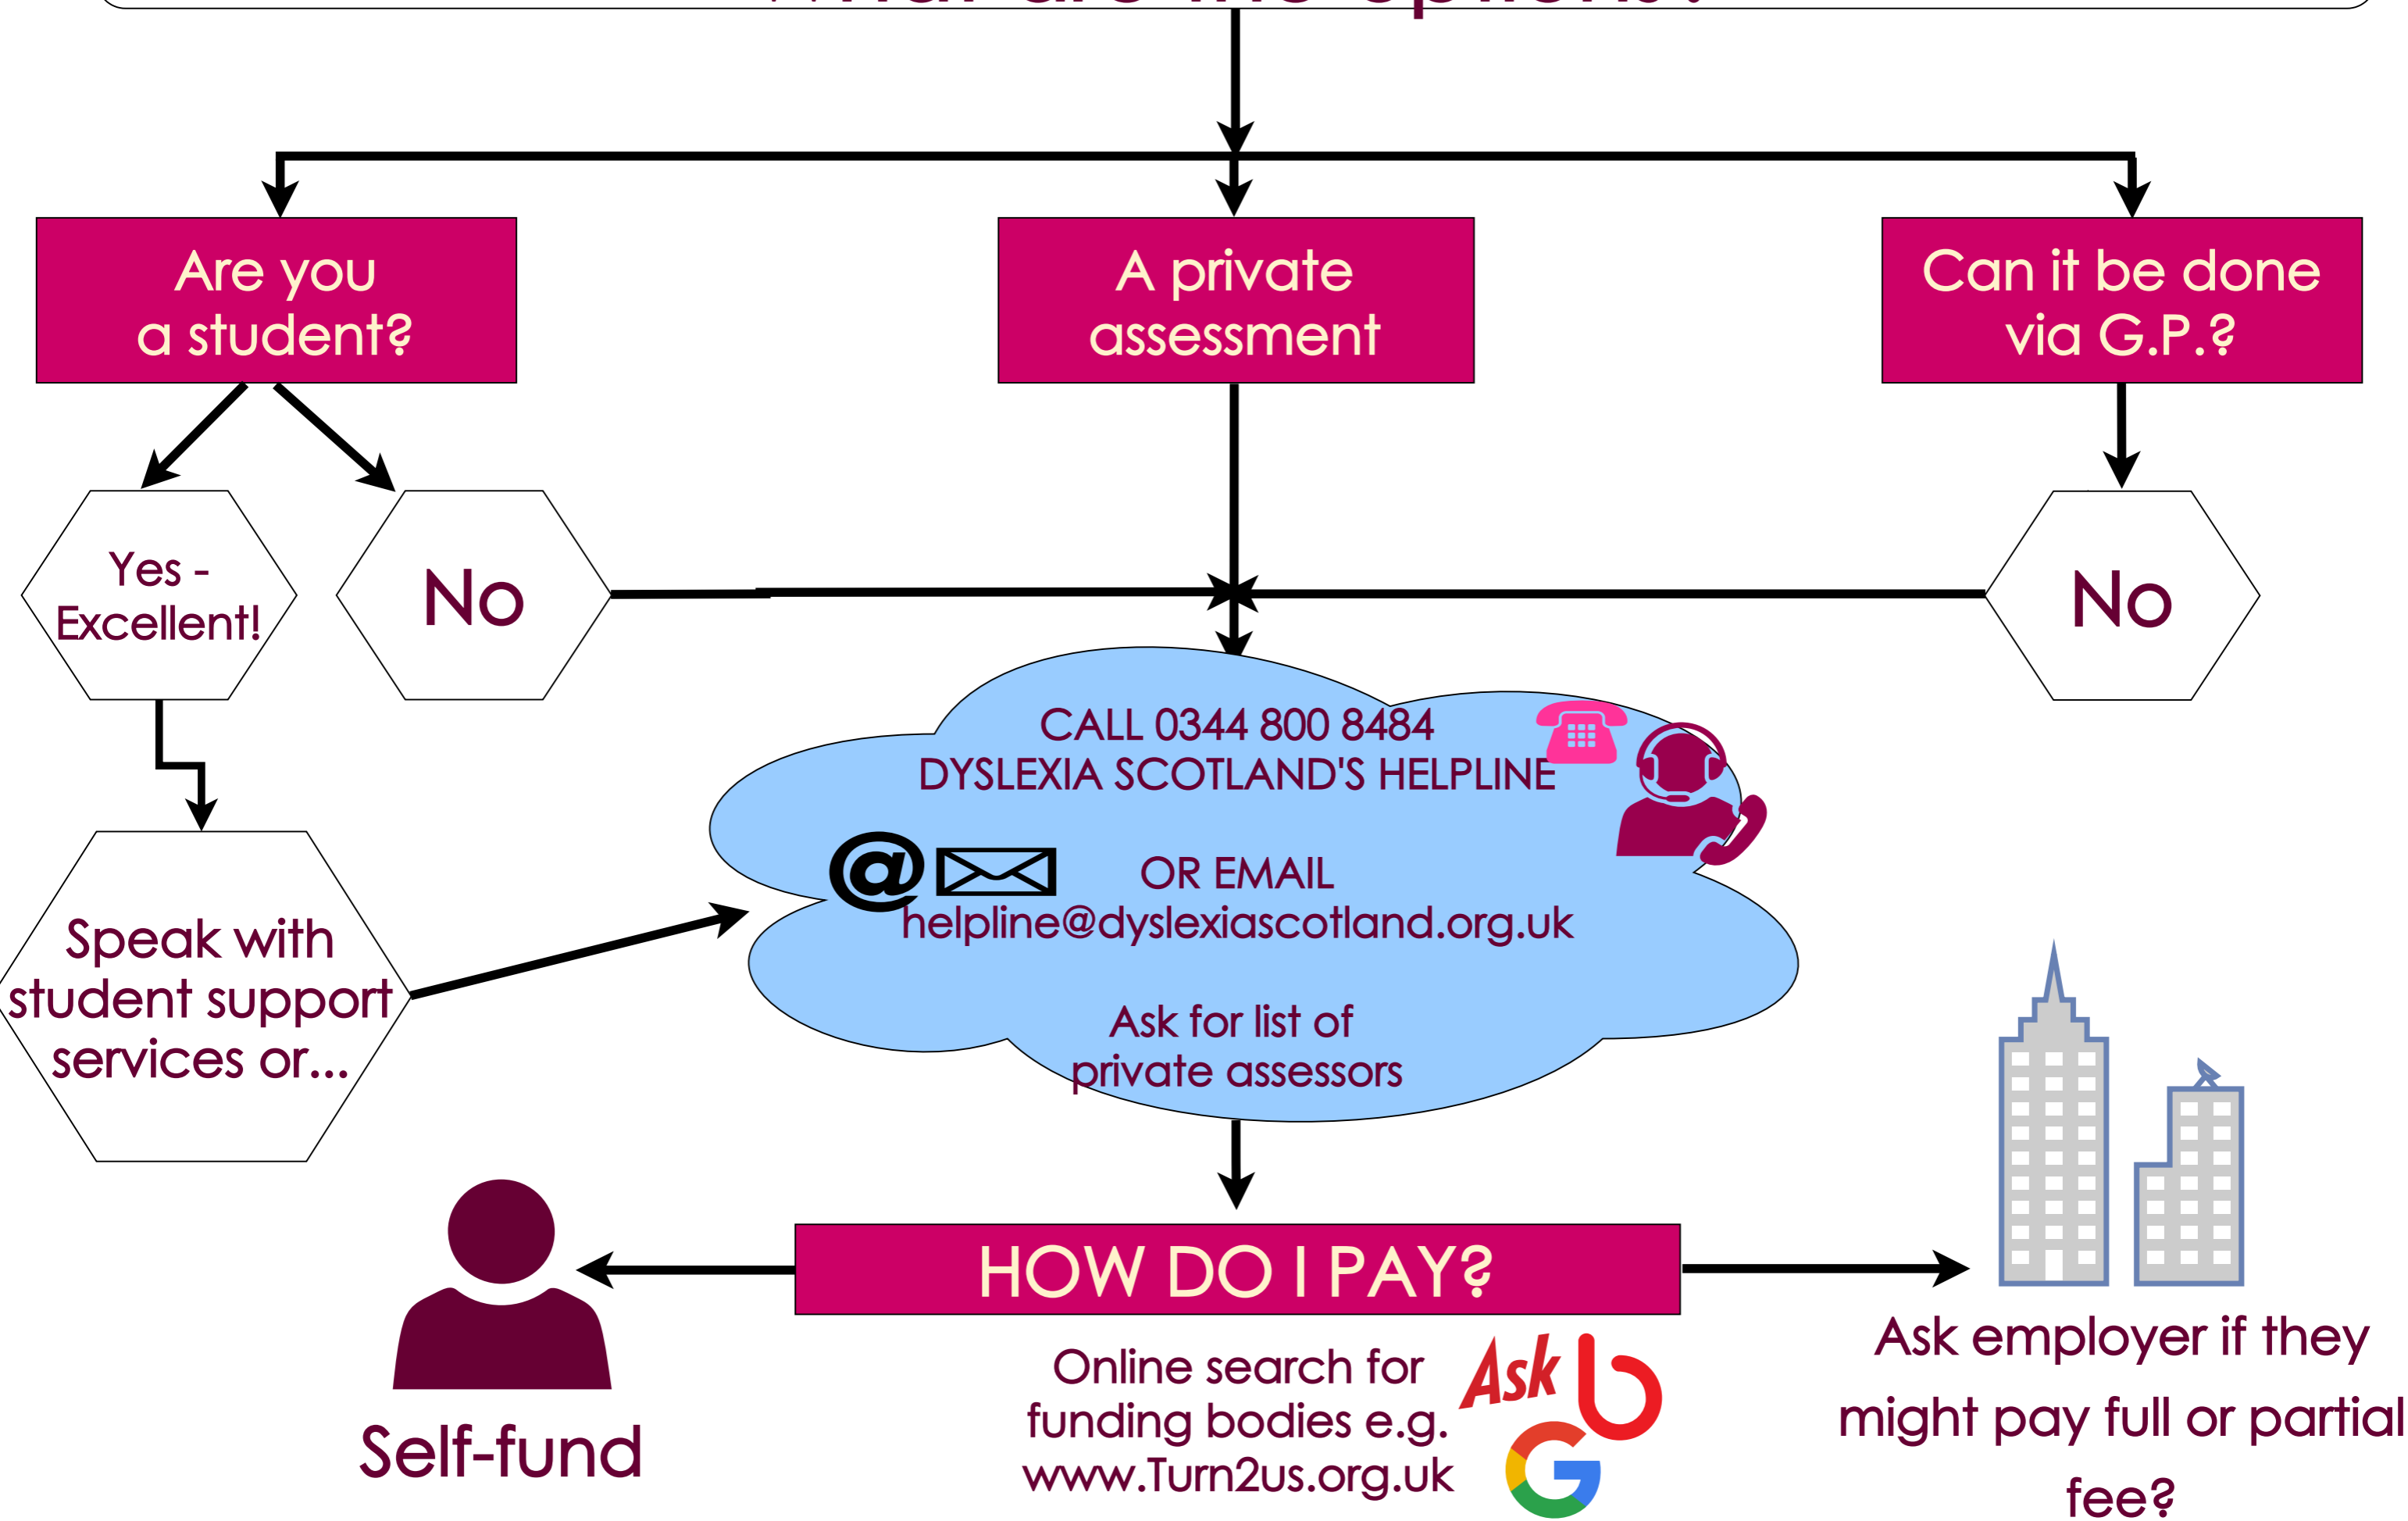 Are you
a student?
A private
assessment
Can it be done
via G.P.?
Yes -
Excellent!
No
No
CALL 0344 800 8484
DYSLEXIA SCOTLAND'S HELPLINE
@
OR EMAIL
helpline@dyslexiascotland.org.uk
Ask for list of
private assessors
Speak with
student support
services or...
HOW DO I PAY?
Self-fund
Online search for
funding bodies e.g.
www.Turn2us.org.uk
Ask
b
G
Ask employer if they
might pay full or partial
fee?